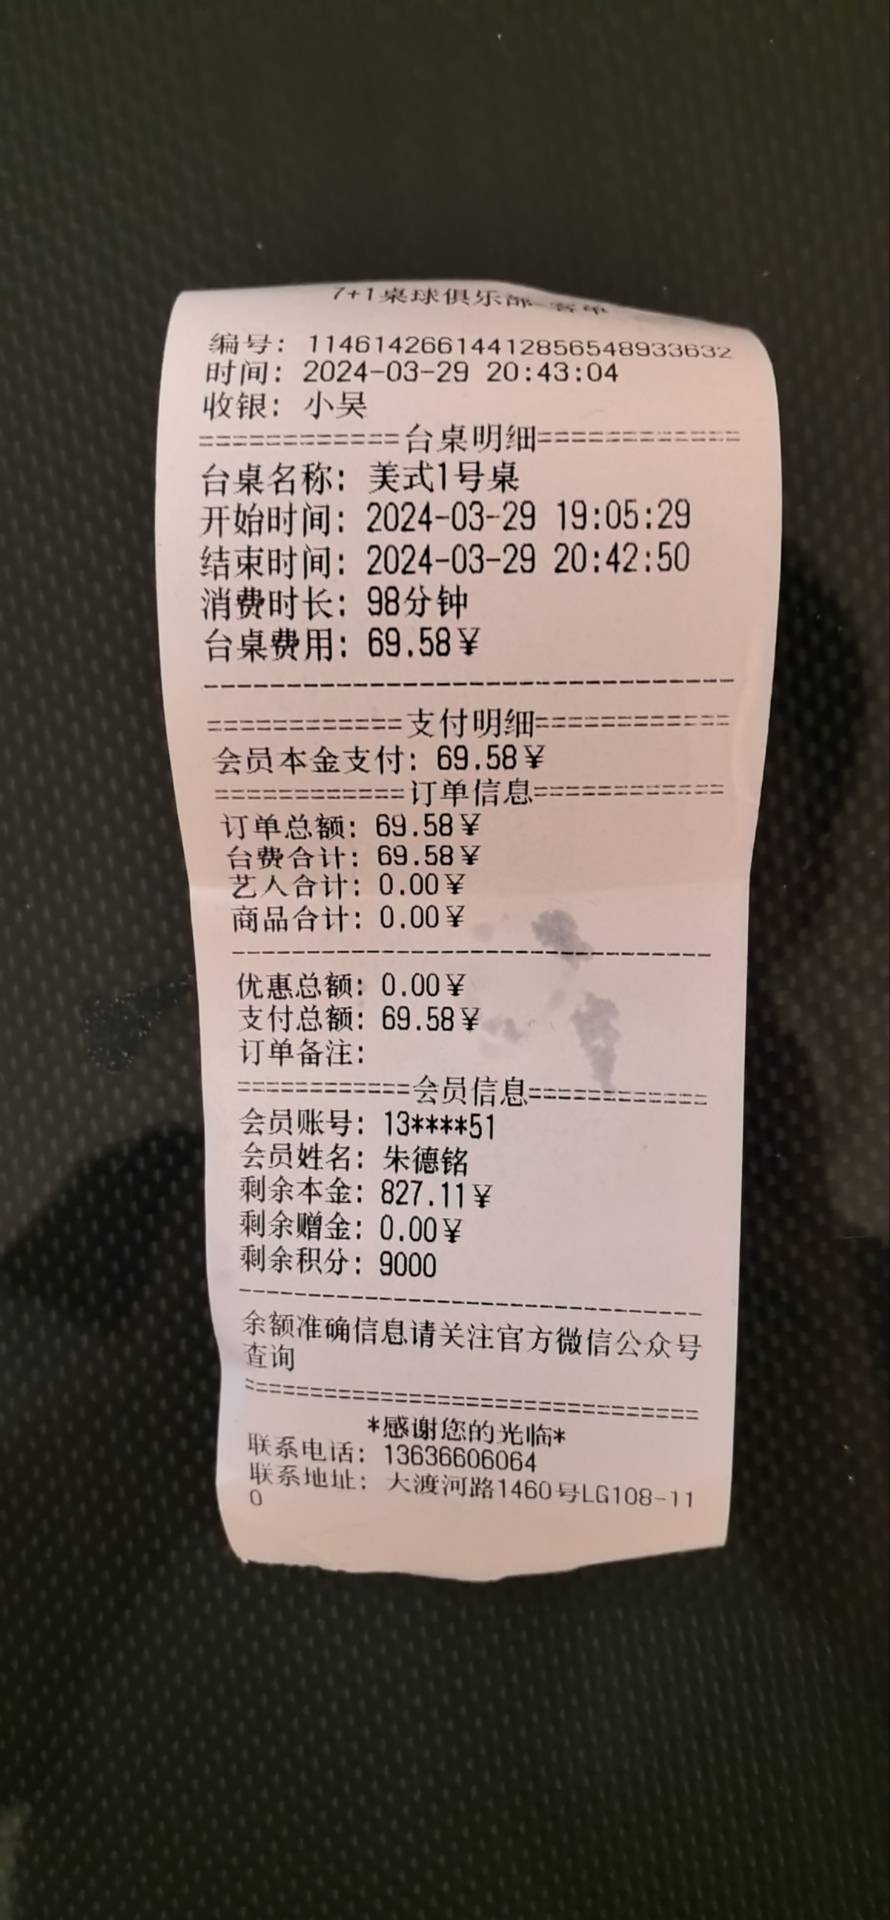 7+1桌球俱乐部-客单
编号: 1146142661441285654893363​2
时间: 2024-03-29 20:43:04
收银: 小吴
============台桌明细============
台桌名称: 美式1号桌
开始时间: 2024-03-29 19:05:29
结束时间: 2024-03-29 20:42:50
消费时长: 98分钟
台桌费用: 69.58¥
--------------------------------
============支付明细============
会员本金支付: 69.58¥
============订单信息============
订单总额: 69.58¥
台费合计: 69.58¥
艺人合计: 0.00¥
商品合计: 0.00¥
--------------------------------
优惠总额: 0.00¥
支付总额: 69.58¥
订单备注:
============会员信息============
会员账号: 13****51
会员姓名: 朱德铭
剩余本金: 827.11¥
剩余赠金: 0.00¥
剩余积分: 9000
--------------------------------
余额准确信息请关注官方微信公众号
查询
================================
*感谢您的光临*
联系电话: 13636606064
联系地址: 大渡河路1460号LG108-11
0